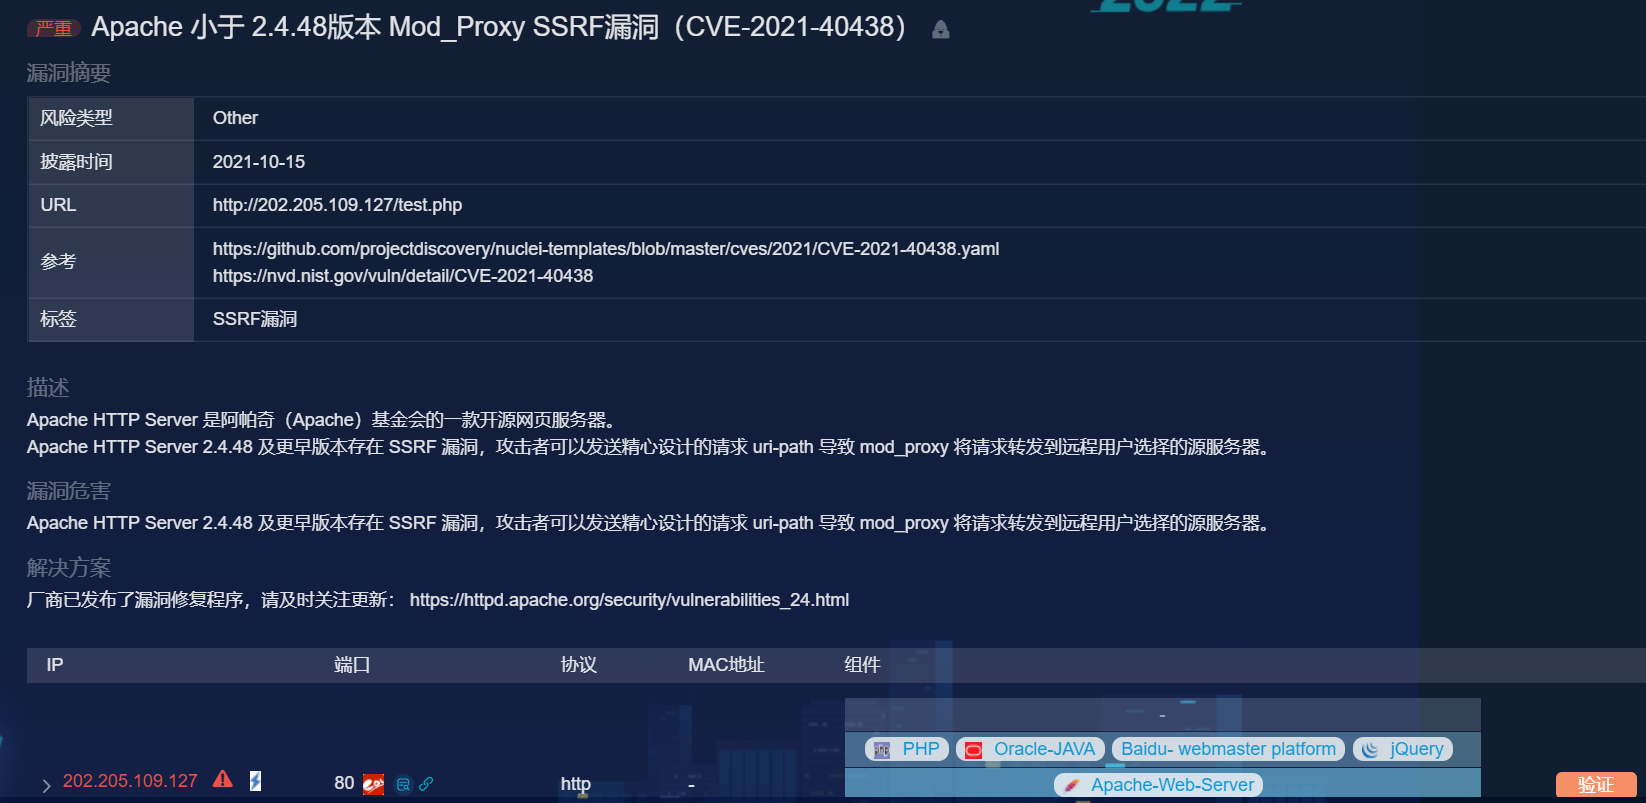 2022
严重 Apache 小于 2.4.48版本 Mod_Proxy SSRF漏洞（CVE-2021-40438）
漏洞摘要
风险类型 Other
披露时间 2021-10-15
URL http://202.205.109.127/test.php
参考 https://github.com/projectdiscovery/nuclei-templates/blob/master/cves/2021/CVE-2021-40438.yaml
https://nvd.nist.gov/vuln/detail/CVE-2021-40438
标签 SSRF漏洞
描述
Apache HTTP Server 是阿帕奇（Apache）基金会的一款开源网页服务器。
Apache HTTP Server 2.4.48 及更早版本存在 SSRF 漏洞，攻击者可以发送精心设计的请求 uri-path 导致 mod_proxy 将请求转发到远程用户选择的源服务器。
漏洞危害
Apache HTTP Server 2.4.48 及更早版本存在 SSRF 漏洞，攻击者可以发送精心设计的请求 uri-path 导致 mod_proxy 将请求转发到远程用户选择的源服务器。
解决方案
厂商已发布了漏洞修复程序，请及时关注更新： https://httpd.apache.org/security/vulnerabilities_24.html
IP 端口 协议 MAC地址 组件
-
PHP Oracle-JAVA Baidu- webmaster platform jQuery
202.205.109.127 80 http - Apache-Web-Server 验证